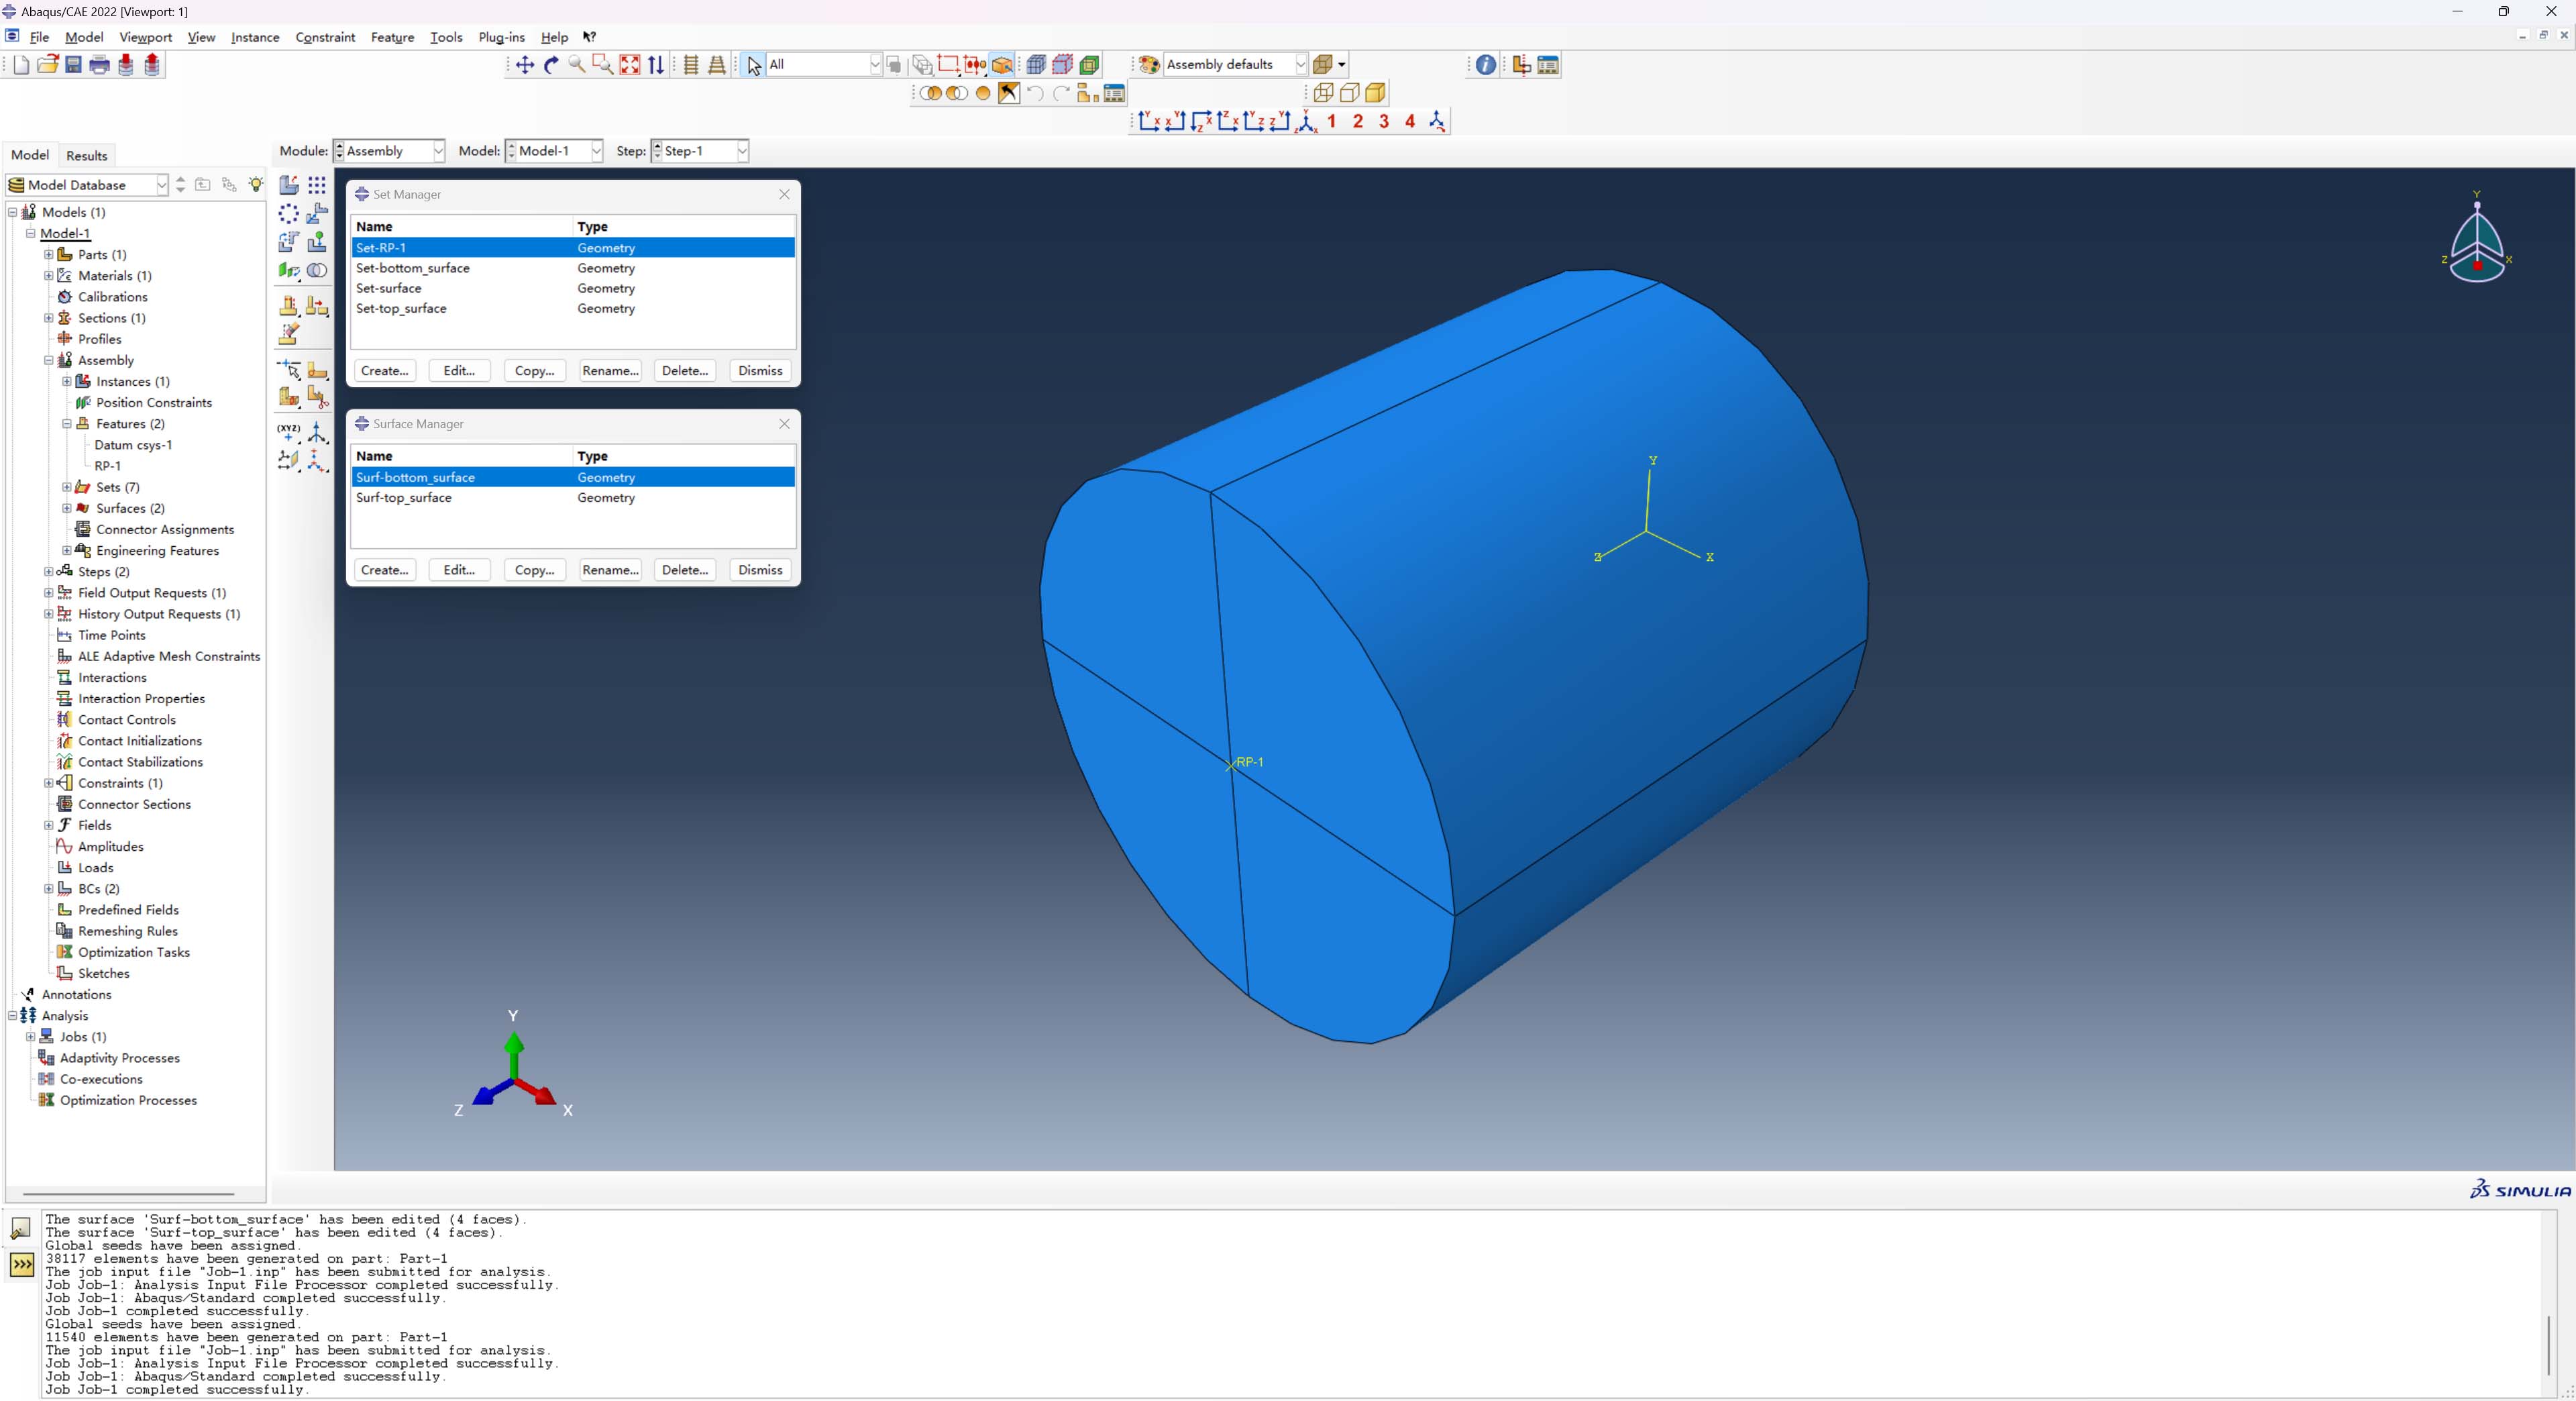 Abaqus/CAE 2022 [Viewport: 1]
File Model Viewport View Instance Constraint Feature Tools Plug-ins Help
All
Assembly defaults
1 2 3 4
Model Results
Module: Assembly Model: Model-1 Step: Step-1
Model Database
Models (1)
Model-1
Parts (1)
Materials (1)
Calibrations
Sections (1)
Profiles
Assembly
Instances (1)
Position Constraints
Features (2)
Datum csys-1
RP-1
Sets (7)
Surfaces (2)
Connector Assignments
Engineering Features
Steps (2)
Field Output Requests (1)
History Output Requests (1)
Time Points
ALE Adaptive Mesh Constraints
Interactions
Interaction Properties
Contact Controls
Contact Initializations
Contact Stabilizations
Constraints (1)
Connector Sections
Fields
Amplitudes
Loads
BCs (2)
Predefined Fields
Remeshing Rules
Optimization Tasks
Sketches
Annotations
Analysis
Jobs (1)
Adaptivity Processes
Co-executions
Optimization Processes
(XYZ)
Set Manager
Name Type
Set-RP-1 Geometry
Set-bottom_surface Geometry
Set-surface Geometry
Set-top_surface Geometry
Create... Edit... Copy... Rename... Delete... Dismiss
Surface Manager
Name Type
Surf-bottom_surface Geometry
Surf-top_surface Geometry
Create... Edit... Copy... Rename... Delete... Dismiss
Y
Z X
Y
Z X
RP-1
Y
Z X
SIMULIA
The surface 'Surf-bottom_surface' has been edited (4 faces).
The surface 'Surf-top_surface' has been edited (4 faces).
Global seeds have been assigned.
38117 elements have been generated on part: Part-1
The job input file "Job-1.inp" has been submitted for analysis.
Job Job-1: Analysis Input File Processor completed successfully.
Job Job-1: Abaqus/Standard completed successfully.
Job Job-1 completed successfully.
Global seeds have been assigned.
11540 elements have been generated on part: Part-1
The job input file "Job-1.inp" has been submitted for analysis.
Job Job-1: Analysis Input File Processor completed successfully.
Job Job-1: Abaqus/Standard completed successfully.
Job Job-1 completed successfully.